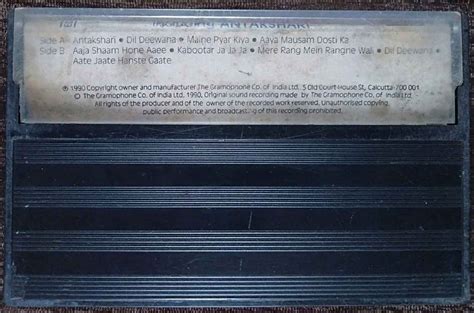 ANTAKSHARI
Side A: Antakshari • Dil Deewana • Maine Pyar Kiya • Aaya Mausam Dosti Ka
Side B: Aaja Shaam Hone Aaee • Kabootar Ja Ja Ja • Mere Rang Mein Rangne Wali • Dil Deewana •
Aate Jaate Hanste Gaate
℗ 1990 Copyright owner and manufacturer The Gramophone Co. of India Ltd., 5 Old Court House St., Calcutta-700 001
© The Gramophone Co. of India Ltd., 1990, Original sound recording made by The Gramophone Co. of India Ltd.
All rights of the producer and of the owner of the recorded work reserved. Unauthorised copying
public performance and broadcasting of this recording prohibited.